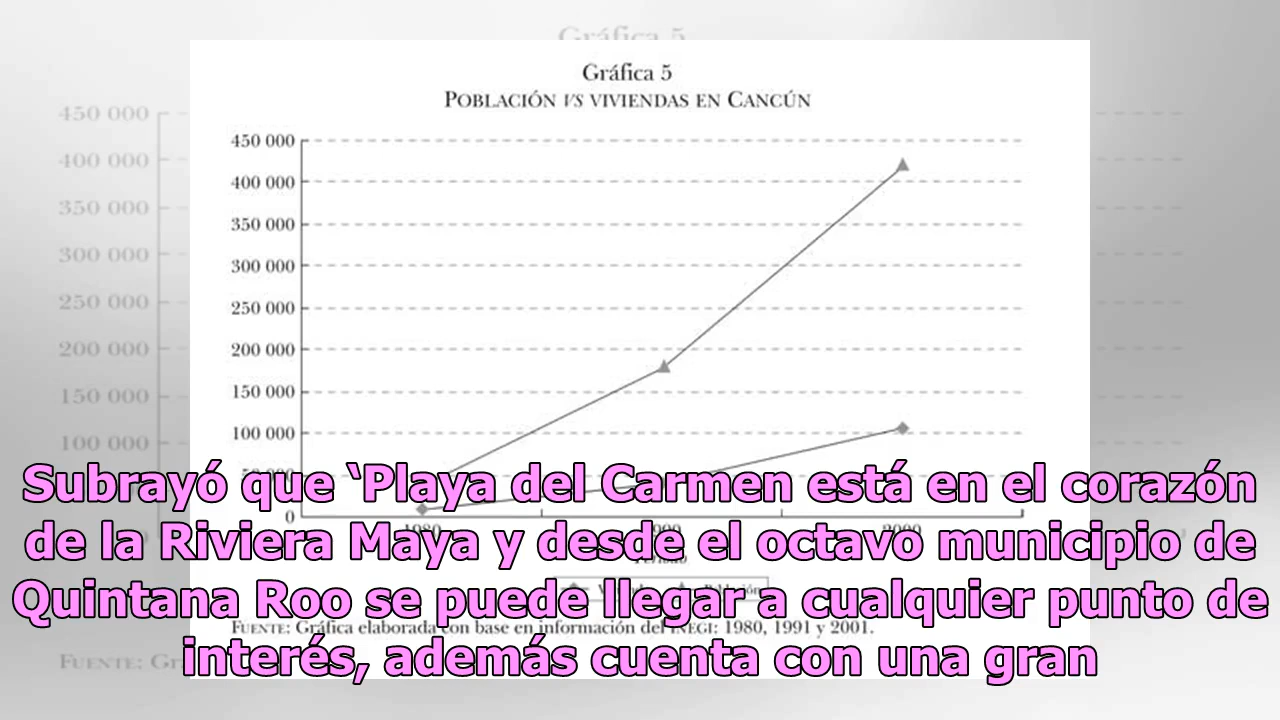 Gráfica 5
POBLACIÓN VS VIVIENDAS EN CANCÚN
450 000
400 000
350 000
300 000
250 000
200 000
150 000
100 000
0
1980
2000
Subrayó que ‘Playa del Carmen está en el corazón
de la Riviera Maya y desde el octavo municipio de
Quintana Roo se puede llegar a cualquier punto de
interés, además cuenta con una gran
FUENTE: Gráfica elaborada con base en información del INEGI: 1980, 1991 y 2001.